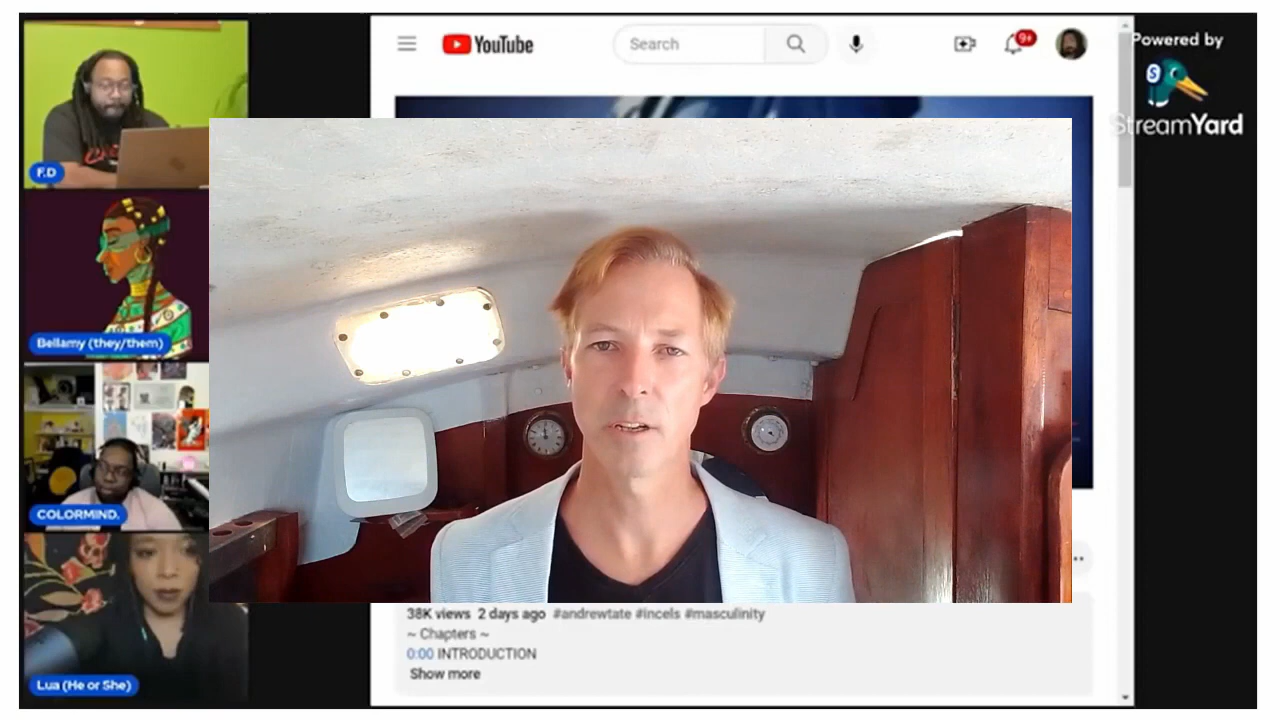 YouTube
Search
9+
Powered by
S
StreamYard
F.D
Bellamy (they/them)
COLORMIND.
Lua (He or She)
38K views 2 days ago #andrewtate #incels #masculinity
~ Chapters ~
0:00 INTRODUCTION
Show more